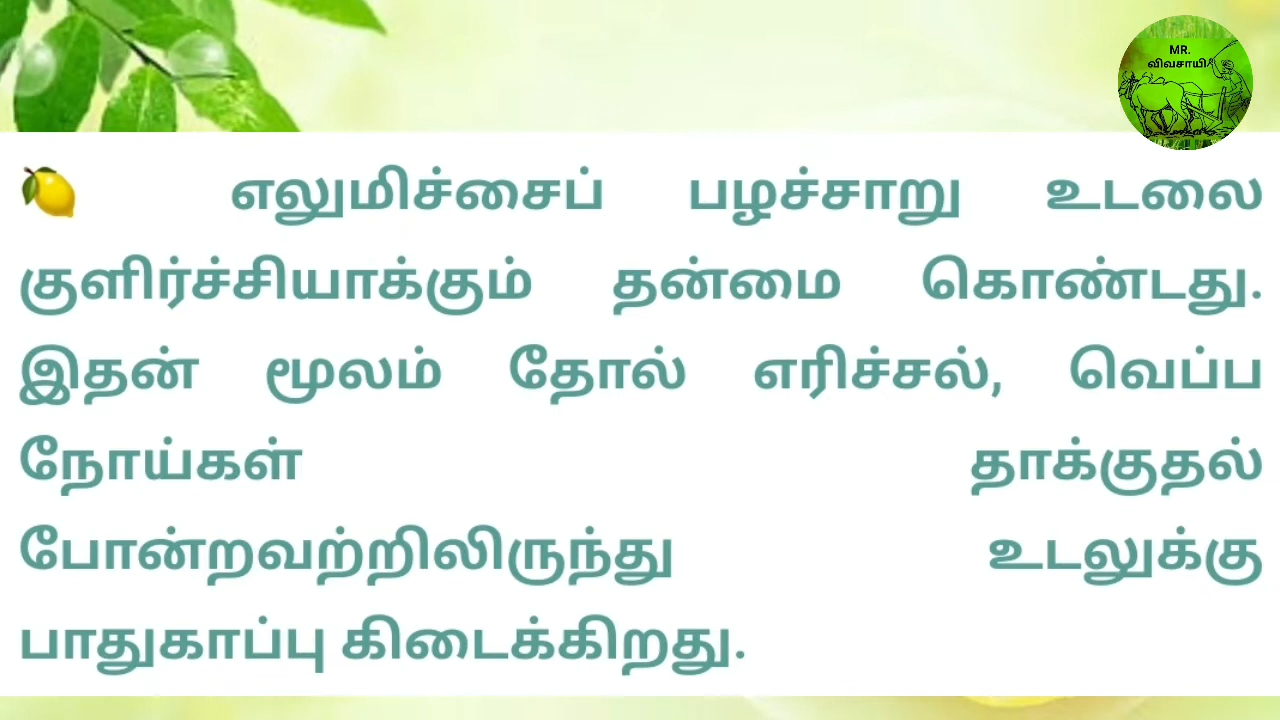 MR.
விவசாயி
எலுமிச்சைப் பழச்சாறு உடலை
குளிர்ச்சியாக்கும் தன்மை கொண்டது.
இதன் மூலம் தோல் எரிச்சல், வெப்ப
நோய்கள் தாக்குதல்
போன்றவற்றிலிருந்து உடலுக்கு
பாதுகாப்பு கிடைக்கிறது.